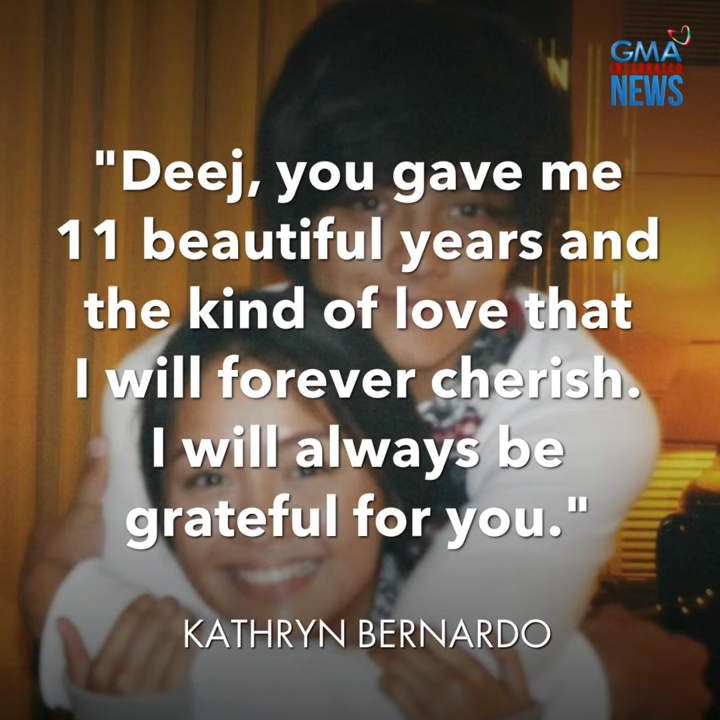 GMA
INTEGRATED
NEWS
"Deej, you gave me
11 beautiful years and
the kind of love that
I will forever cherish.
I will always be
grateful for you."
KATHRYN BERNARDO